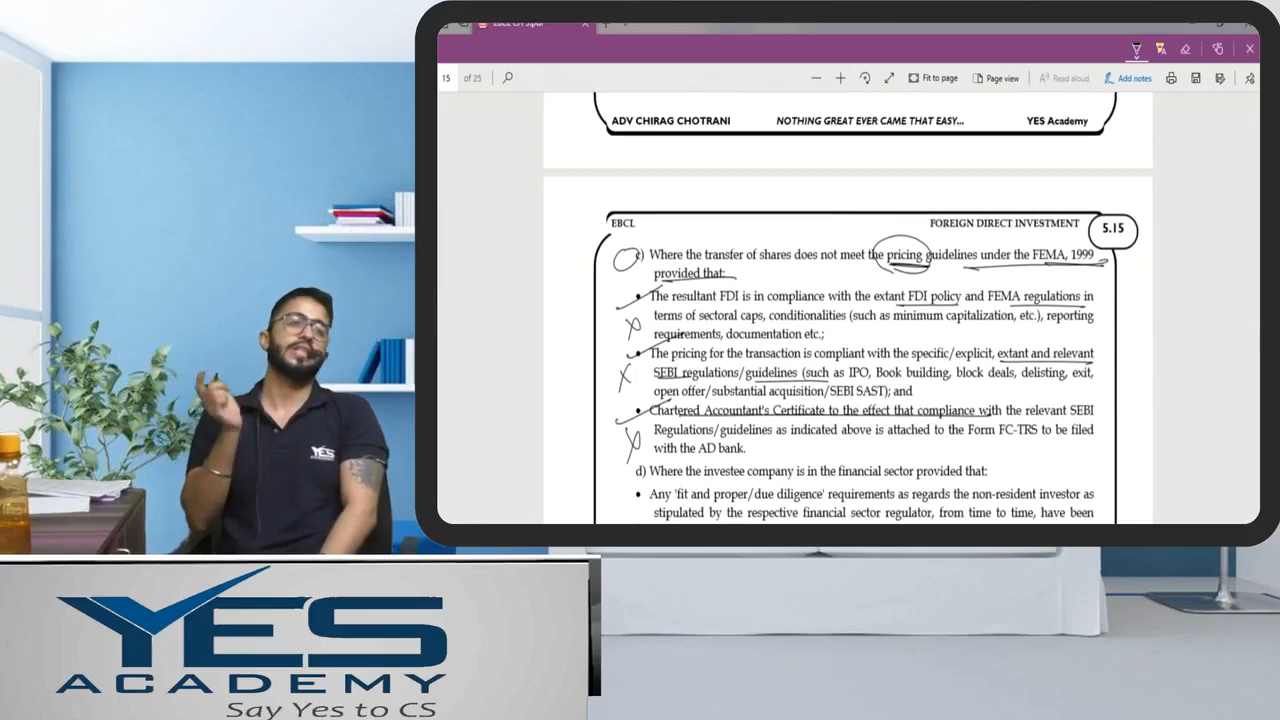 15 of 25
Fit to page
Page view
Read aloud
Add notes
ADV CHIRAG CHOTRANI NOTHING GREAT EVER CAME THAT EASY... YES Academy
EBCL FOREIGN DIRECT INVESTMENT 5.15
c) Where the transfer of shares does not meet the pricing guidelines under the FEMA, 1999
provided that:
• The resultant FDI is in compliance with the extant FDI policy and FEMA regulations in
terms of sectoral caps, conditionalities (such as minimum capitalization, etc.), reporting
requirements, documentation etc.;
• The pricing for the transaction is compliant with the specific/explicit, extant and relevant
SEBI regulations/guidelines (such as IPO, Book building, block deals, delisting, exit,
open offer/substantial acquisition/SEBI SAST); and
• Chartered Accountant's Certificate to the effect that compliance with the relevant SEBI
Regulations/guidelines as indicated above is attached to the Form FC-TRS to be filed
with the AD bank.
d) Where the investee company is in the financial sector provided that:
• Any 'fit and proper/due diligence' requirements as regards the non-resident investor as
stipulated by the respective financial sector regulator, from time to time, have been
YES
YES
ACADEMY
Say Yes to CS